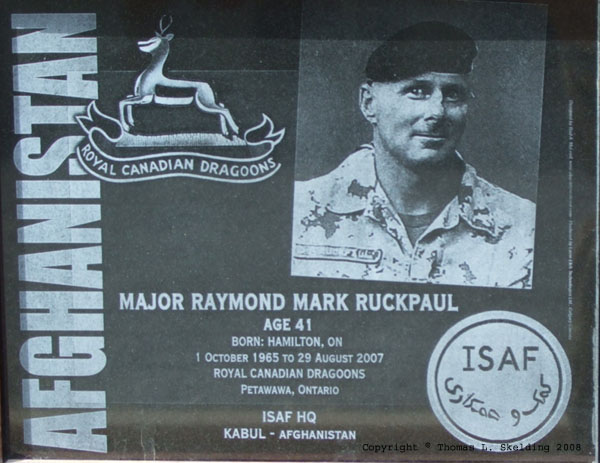 AFGHANISTAN
ROYAL CANADIAN DRAGOONS
MAJOR RAYMOND MARK RUCKPAUL
AGE 41
BORN: HAMILTON, ON
1 OCTOBER 1965 TO 29 AUGUST 2007
ROYAL CANADIAN DRAGOONS
PETAWAWA, ONTARIO
ISAF HQ
KABUL - AFGHANISTAN
ISAF
کمک و همکاری
Copyright © Thomas L. Skelding 2008